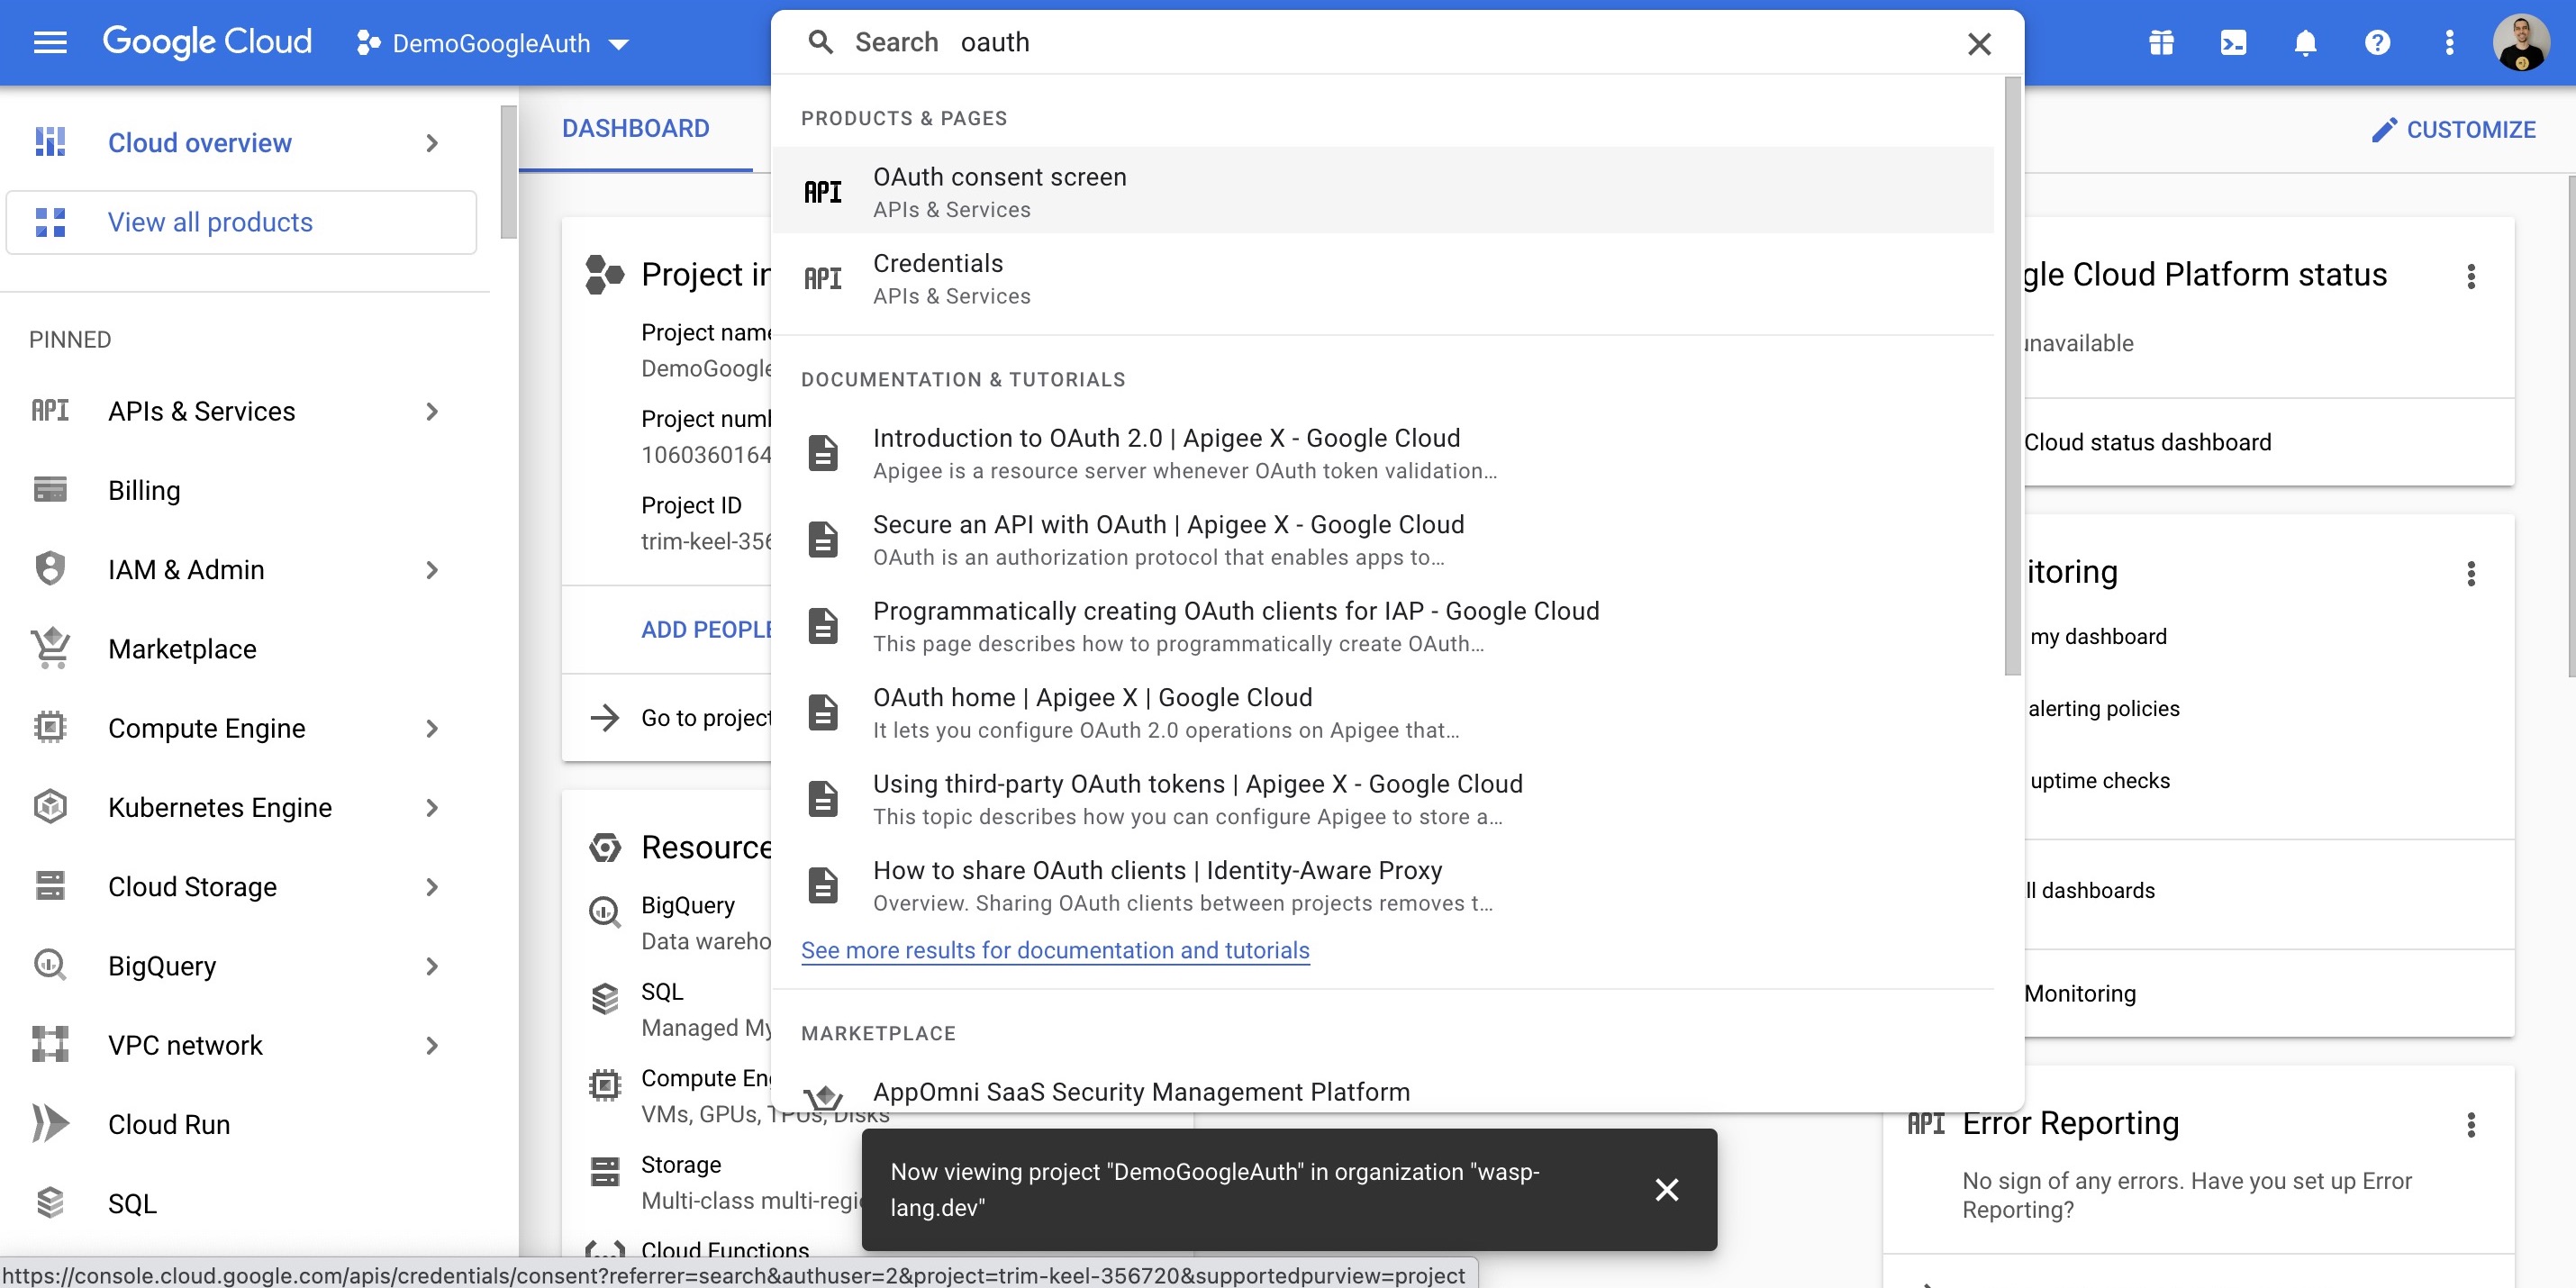 Google Cloud
DemoGoogleAuth
Search oauth
Cloud overview
View all products
PINNED
API APIs & Services
Billing
IAM & Admin
Marketplace
Compute Engine
Kubernetes Engine
Cloud Storage
BigQuery
VPC network
Cloud Run
SQL
DASHBOARD
CUSTOMIZE
Project in
Project name
DemoGoogle
Project num
1060360164
Project ID
trim-keel-356
ADD PEOPLE
Go to project
Resource
BigQuery
Data wareho
SQL
Managed My
Compute En
VMs, GPUs, TPUs, Disks
Storage
Multi-class multi-regi
Cloud Functions
PRODUCTS & PAGES
API OAuth consent screen
APIs & Services
API Credentials
APIs & Services
DOCUMENTATION & TUTORIALS
Introduction to OAuth 2.0 | Apigee X - Google Cloud
Apigee is a resource server whenever OAuth token validation…
Secure an API with OAuth | Apigee X - Google Cloud
OAuth is an authorization protocol that enables apps to…
Programmatically creating OAuth clients for IAP - Google Cloud
This page describes how to programmatically create OAuth…
OAuth home | Apigee X | Google Cloud
It lets you configure OAuth 2.0 operations on Apigee that…
Using third-party OAuth tokens | Apigee X - Google Cloud
This topic describes how you can configure Apigee to store a…
How to share OAuth clients | Identity-Aware Proxy
Overview. Sharing OAuth clients between projects removes t…
See more results for documentation and tutorials
MARKETPLACE
AppOmni SaaS Security Management Platform
gle Cloud Platform status
unavailable
Cloud status dashboard
itoring
my dashboard
alerting policies
uptime checks
ll dashboards
Monitoring
API Error Reporting
No sign of any errors. Have you set up Error
Reporting?
Now viewing project "DemoGoogleAuth" in organization "wasp-
lang.dev"
https://console.cloud.google.com/apis/credentials/consent?referrer=search&authuser=2&project=trim-keel-356720&supportedpurview=project